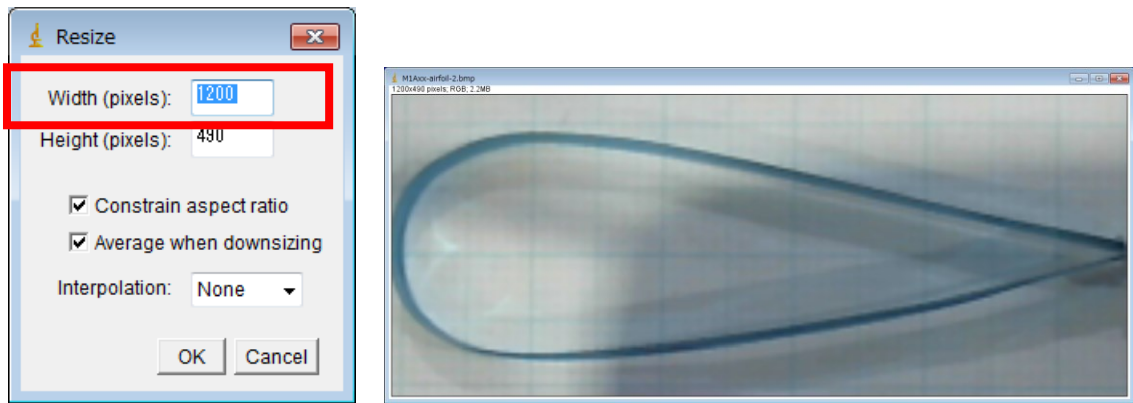 Resize
Width (pixels): 1200
Height (pixels): 490
Constrain aspect ratio
Average when downsizing
Interpolation: None
OK Cancel
M1Axx-airfoil-2.bmp
1200x490 pixels; RGB; 2.2MB